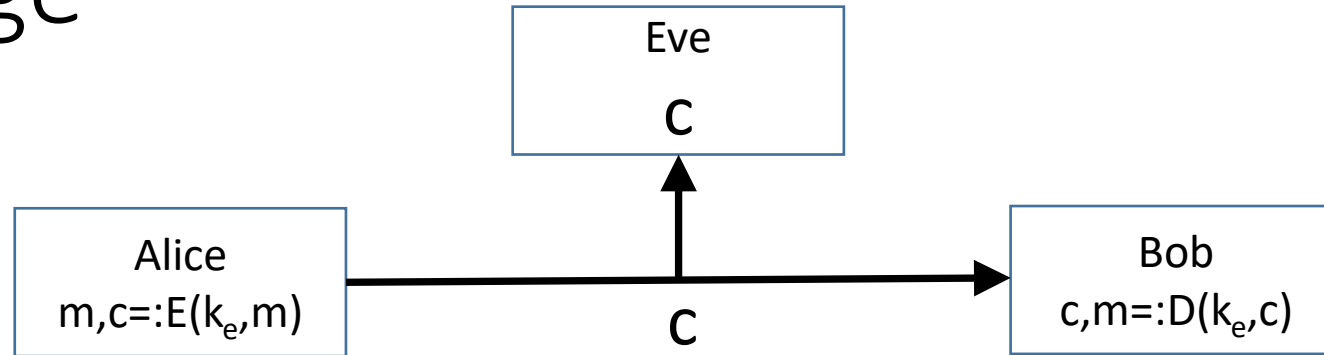 Eve
c
Alice
m,c=:E(kₑ,m)
c
Bob
c,m=:D(kₑ,c)